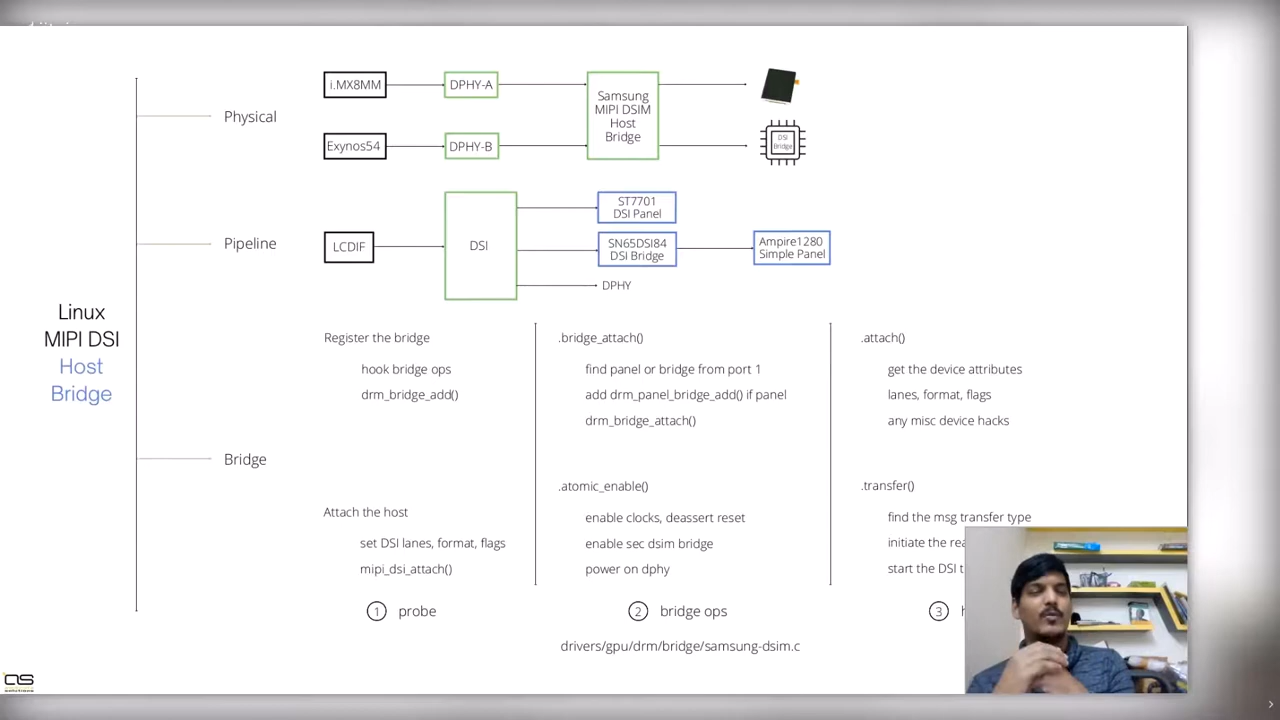 Physical
i.MX8MM
DPHY-A
Samsung
MIPI DSIM
Host
Bridge
Exynos54
DPHY-B
DSI
Bridge
Pipeline
LCDIF
DSI
ST7701
DSI Panel
SN65DSI84
DSI Bridge
Ampire1280
Simple Panel
DPHY
Linux
MIPI DSI
Host
Bridge
Bridge
Register the bridge
hook bridge ops
drm_bridge_add()
Attach the host
set DSI lanes, format, flags
mipi_dsi_attach()
1 probe
.bridge_attach()
find panel or bridge from port 1
add drm_panel_bridge_add() if panel
drm_bridge_attach()
.atomic_enable()
enable clocks, deassert reset
enable sec dsim bridge
power on dphy
2 bridge ops
.attach()
get the device attributes
lanes, format, flags
any misc device hacks
.transfer()
find the msg transfer type
initiate the
start the DSI
3
drivers/gpu/drm/bridge/samsung-dsim.c